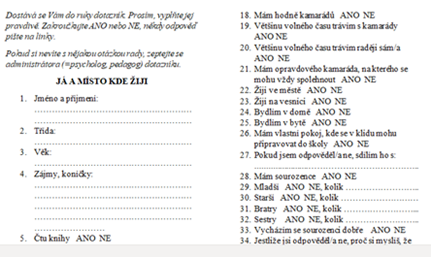 Dostává se Vám do ruky dotazník. Prosím, vyplňte jej
pravdivě. Zakroužkujte ANO nebo NE, někdy odpověď
pište na linky.
Pokud si nevíte s nějakou otázkou rady, zeptejte se
administrátora (=psycholog, pedagog) dotazníku.
JÁ A MÍSTO KDE ŽIJI
1. Jméno a příjmení:
2. Třída:
3. Věk:
4. Zájmy, koníčky:
5. Čtu knihy ANO NE
18. Mám hodně kamarádů ANO NE
19. Většinu volného času trávím s kamarády
ANO NE
20. Většinu volného času trávím raději sám/a
ANO NE
21. Mám opravdového kamaráda, na kterého se
mohu vždy spolehnout ANO NE
22. Žiji ve městě ANO NE
23. Žiji na vesnici ANO NE
24. Bydlím v domě ANO NE
25. Bydlím v bytě ANO NE
26. Mám vlastní pokoj, kde se v klidu mohu
připravovat do školy ANO NE
27. Pokud jsem odpověděl/a ne, sdílím ho s:
28. Mám sourozence ANO NE
29. Mladší ANO NE, kolik
30. Starší ANO NE, kolik
31. Bratry ANO NE, kolik
32. Sestry ANO NE, kolik
33. Vycházím se sourozenci dobře ANO NE
34. Jestliže jsi odpověděl/a ne, proč si myslíš, že